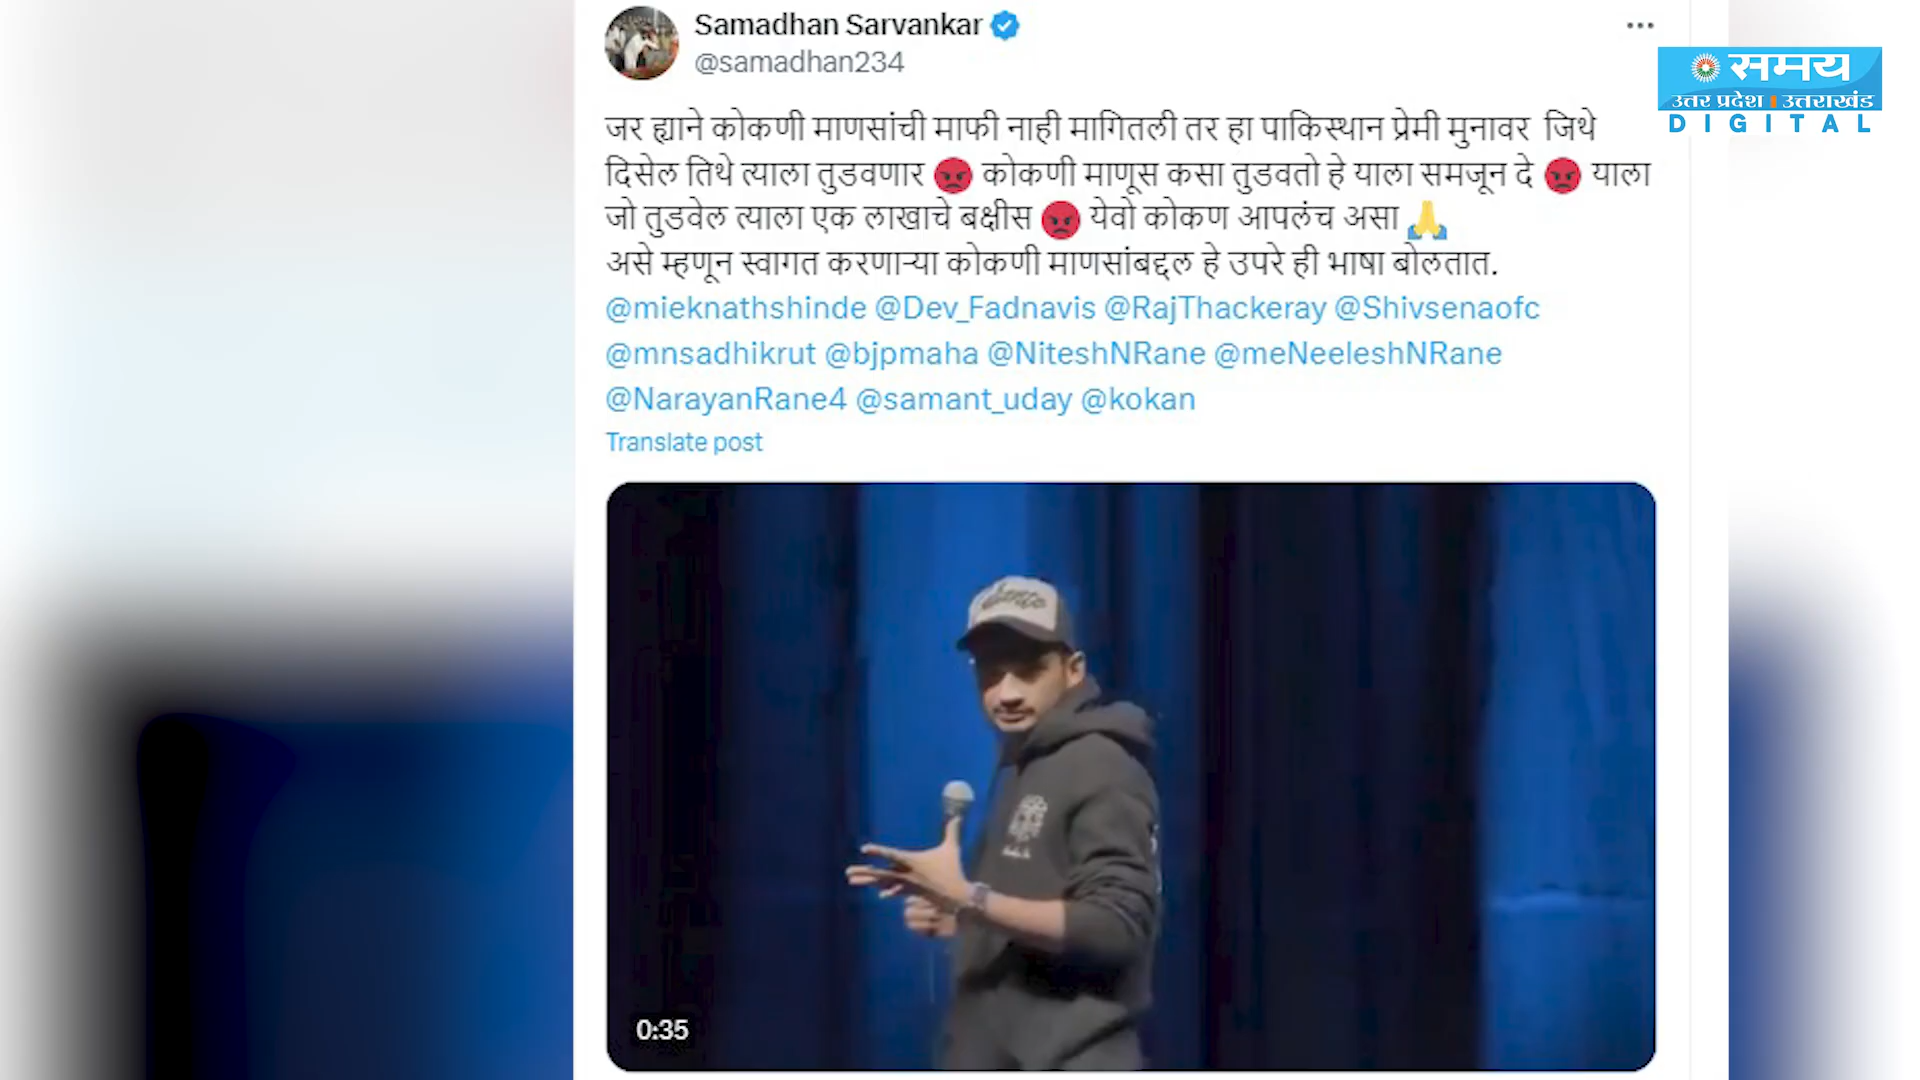 Samadhan Sarvankar
@samadhan234
समय
उत्तर प्रदेश । उत्तराखंड
DIGITAL
जर ह्याने कोकणी माणसांची माफी नाही मागितली तर हा पाकिस्थान प्रेमी मुनावर जिथे
दिसेल तिथे त्याला तुडवणार 😡 कोकणी माणूस कसा तुडवतो हे याला समजून दे 😡 याला
जो तुडवेल त्याला एक लाखाचे बक्षीस 😡 येवो कोकण आपलंच असा 🙏
असे म्हणून स्वागत करणाऱ्या कोकणी माणसांबद्दल हे उपरे ही भाषा बोलतात.
@mieknathshinde @Dev_Fadnavis @RajThackeray @Shivsenaofc
@mnsadhikrut @bjpmaha @NiteshNRane @meNeeleshNRane
@NarayanRane4 @samant_uday @kokan
Translate post
0:35